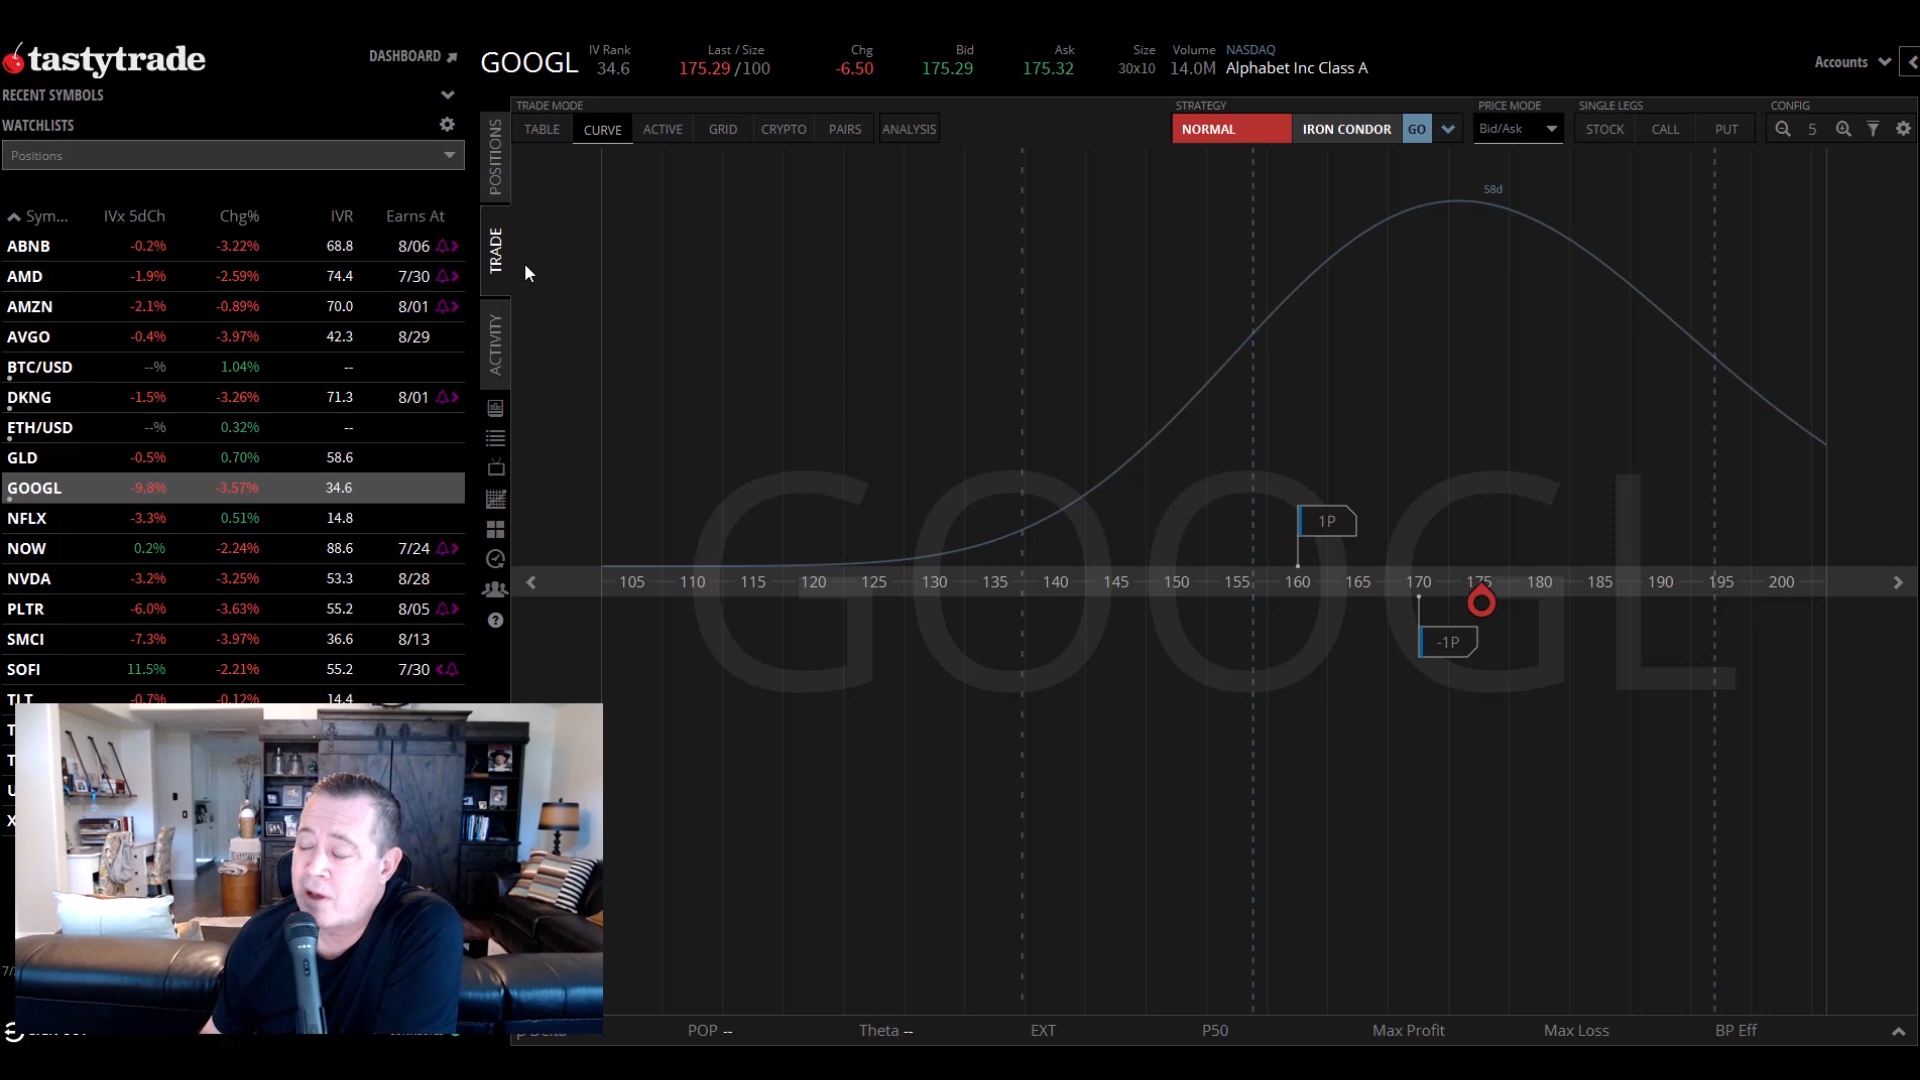 tastytrade
DASHBOARD
GOOGL
IV Rank
34.6
Last / Size
175.29 /100
Chg
-6.50
Bid
175.29
Ask
175.32
Size
30x10
Volume
14.0M
NASDAQ
Alphabet Inc Class A
Accounts
RECENT SYMBOLS
WATCHLISTS
Positions
TRADE MODE
TABLE CURVE ACTIVE GRID CRYPTO PAIRS ANALYSIS
STRATEGY
NORMAL IRON CONDOR GO
PRICE MODE
Bid/Ask
SINGLE LEGS
STOCK CALL PUT
CONFIG
5
POSITIONS
TRADE
ACTIVITY
Sym... IVx 5dCh Chg% IVR Earns At
ABNB -0.2% -3.22% 68.8 8/06
AMD -1.9% -2.59% 74.4 7/30
AMZN -2.1% -0.89% 70.0 8/01
AVGO -0.4% -3.97% 42.3 8/29
BTC/USD --% 1.04% --
DKNG -1.5% -3.26% 71.3 8/01
ETH/USD --% 0.32% --
GLD -0.5% 0.70% 58.6
GOOGL -9.8% -3.57% 34.6
NFLX -3.3% 0.51% 14.8
NOW 0.2% -2.24% 88.6 7/24
NVDA -3.2% -3.25% 53.3 8/28
PLTR -6.0% -3.63% 55.2 8/05
SMCI -7.3% -3.97% 36.6 8/13
SOFI 11.5% -2.21% 55.2 7/30
TLT -0.7% -0.12% 14.4
58d
GOOGL
1P
105 110 115 120 125 130 135 140 145 150 155 160 165 170 175 180 185 190 195 200
-1P
POP -- Theta -- EXT P50 Max Profit Max Loss BP Eff